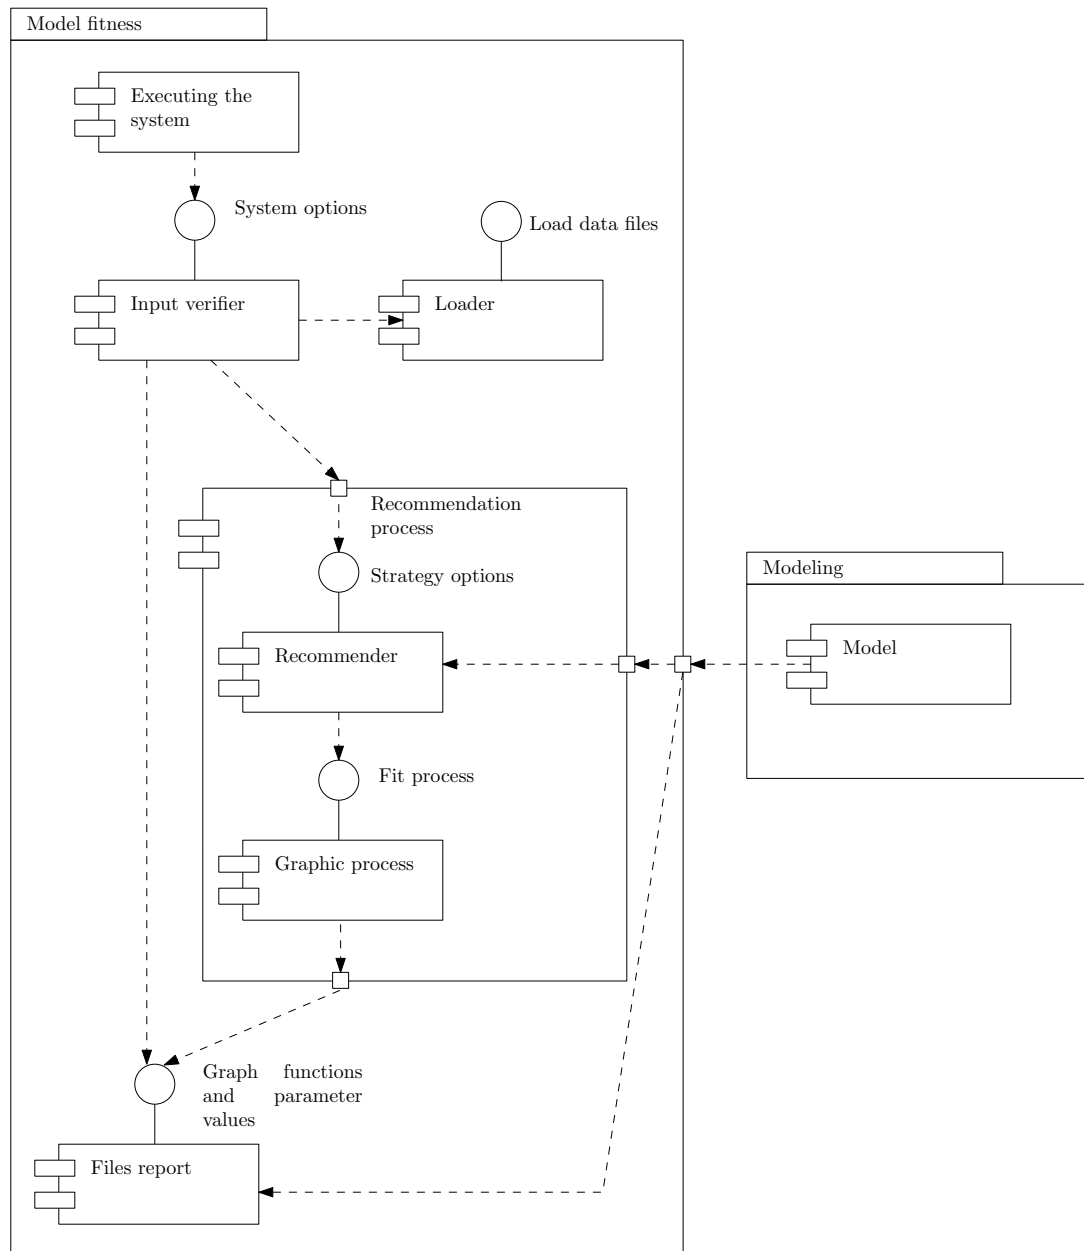 Model fitness
Executing the
system
System options
Load data files
Input verifier
Loader
Recommendation
process
Strategy options
Modeling
Recommender
Model
Fit process
Graphic process
Graph functions
and parameter
values
Files report